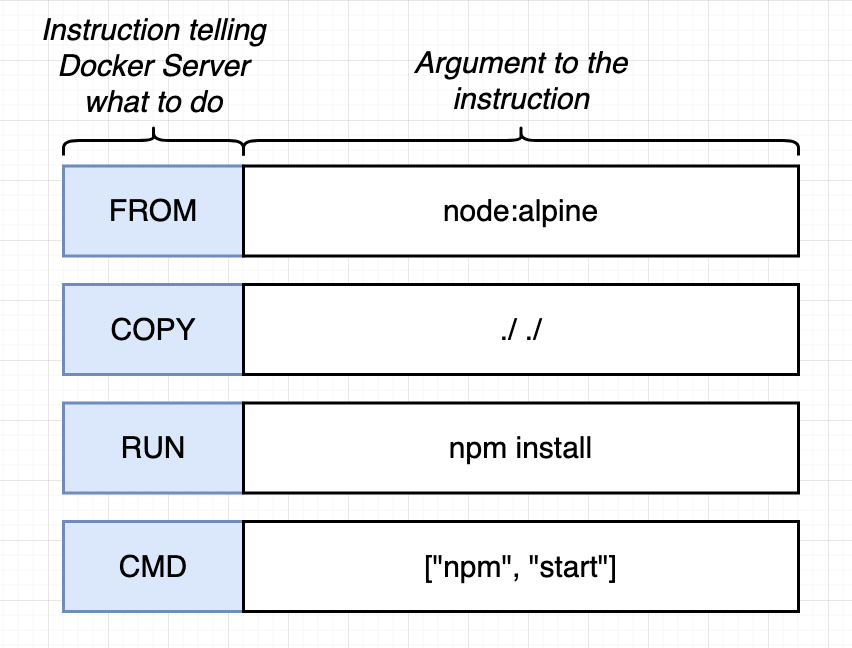 Instruction telling
Docker Server
what to do
Argument to the
instruction
FROM
node:alpine
COPY
./ ./
RUN
npm install
CMD
["npm", "start"]